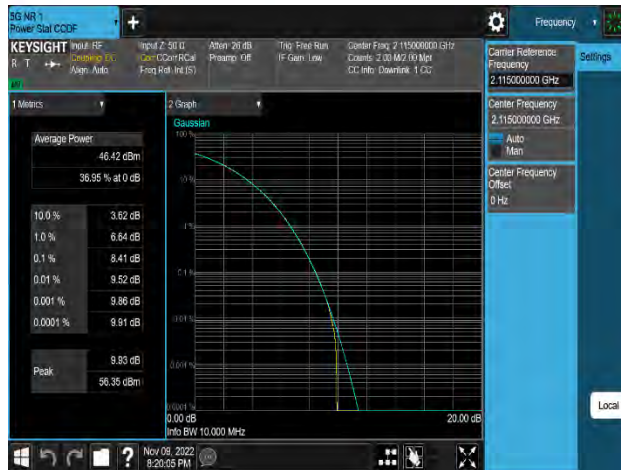 5G NR 1
Power Stat CCDF
Frequency
KEYSIGHT
Input: RF
Input Z: 50 Ω
Atten: 26 dB
Trig: Free Run
Center Freq: 2.115000000 GHz
R T
Coupling: DC
Corr CCorr RCal
Preamp: Off
IF Gain: Low
Counts: 2.00 M/2.00 Mpt
Align: Auto
Freq Ref: Int (S)
CC Info: Downlink, 1 CC
Carrier Reference
Frequency
2.115000000 GHz
Settings
1 Metrics
2 Graph
Center Frequency
2.115000000 GHz
Auto
Man
Center Frequency
Offset
0 Hz
Average Power
46.42 dBm
36.95 % at 0 dB
10.0 % 3.62 dB
1.0 % 6.64 dB
0.1 % 8.41 dB
0.01 % 9.52 dB
0.001 % 9.86 dB
0.0001 % 9.91 dB
Peak
9.93 dB
56.35 dBm
Gaussian
100 %
10 %
1 %
0.1 %
0.01 %
0.001 %
0.0001 %
0.00 dB
20.00 dB
Info BW 10.000 MHz
Local
?
Nov 09, 2022
8:20:05 PM